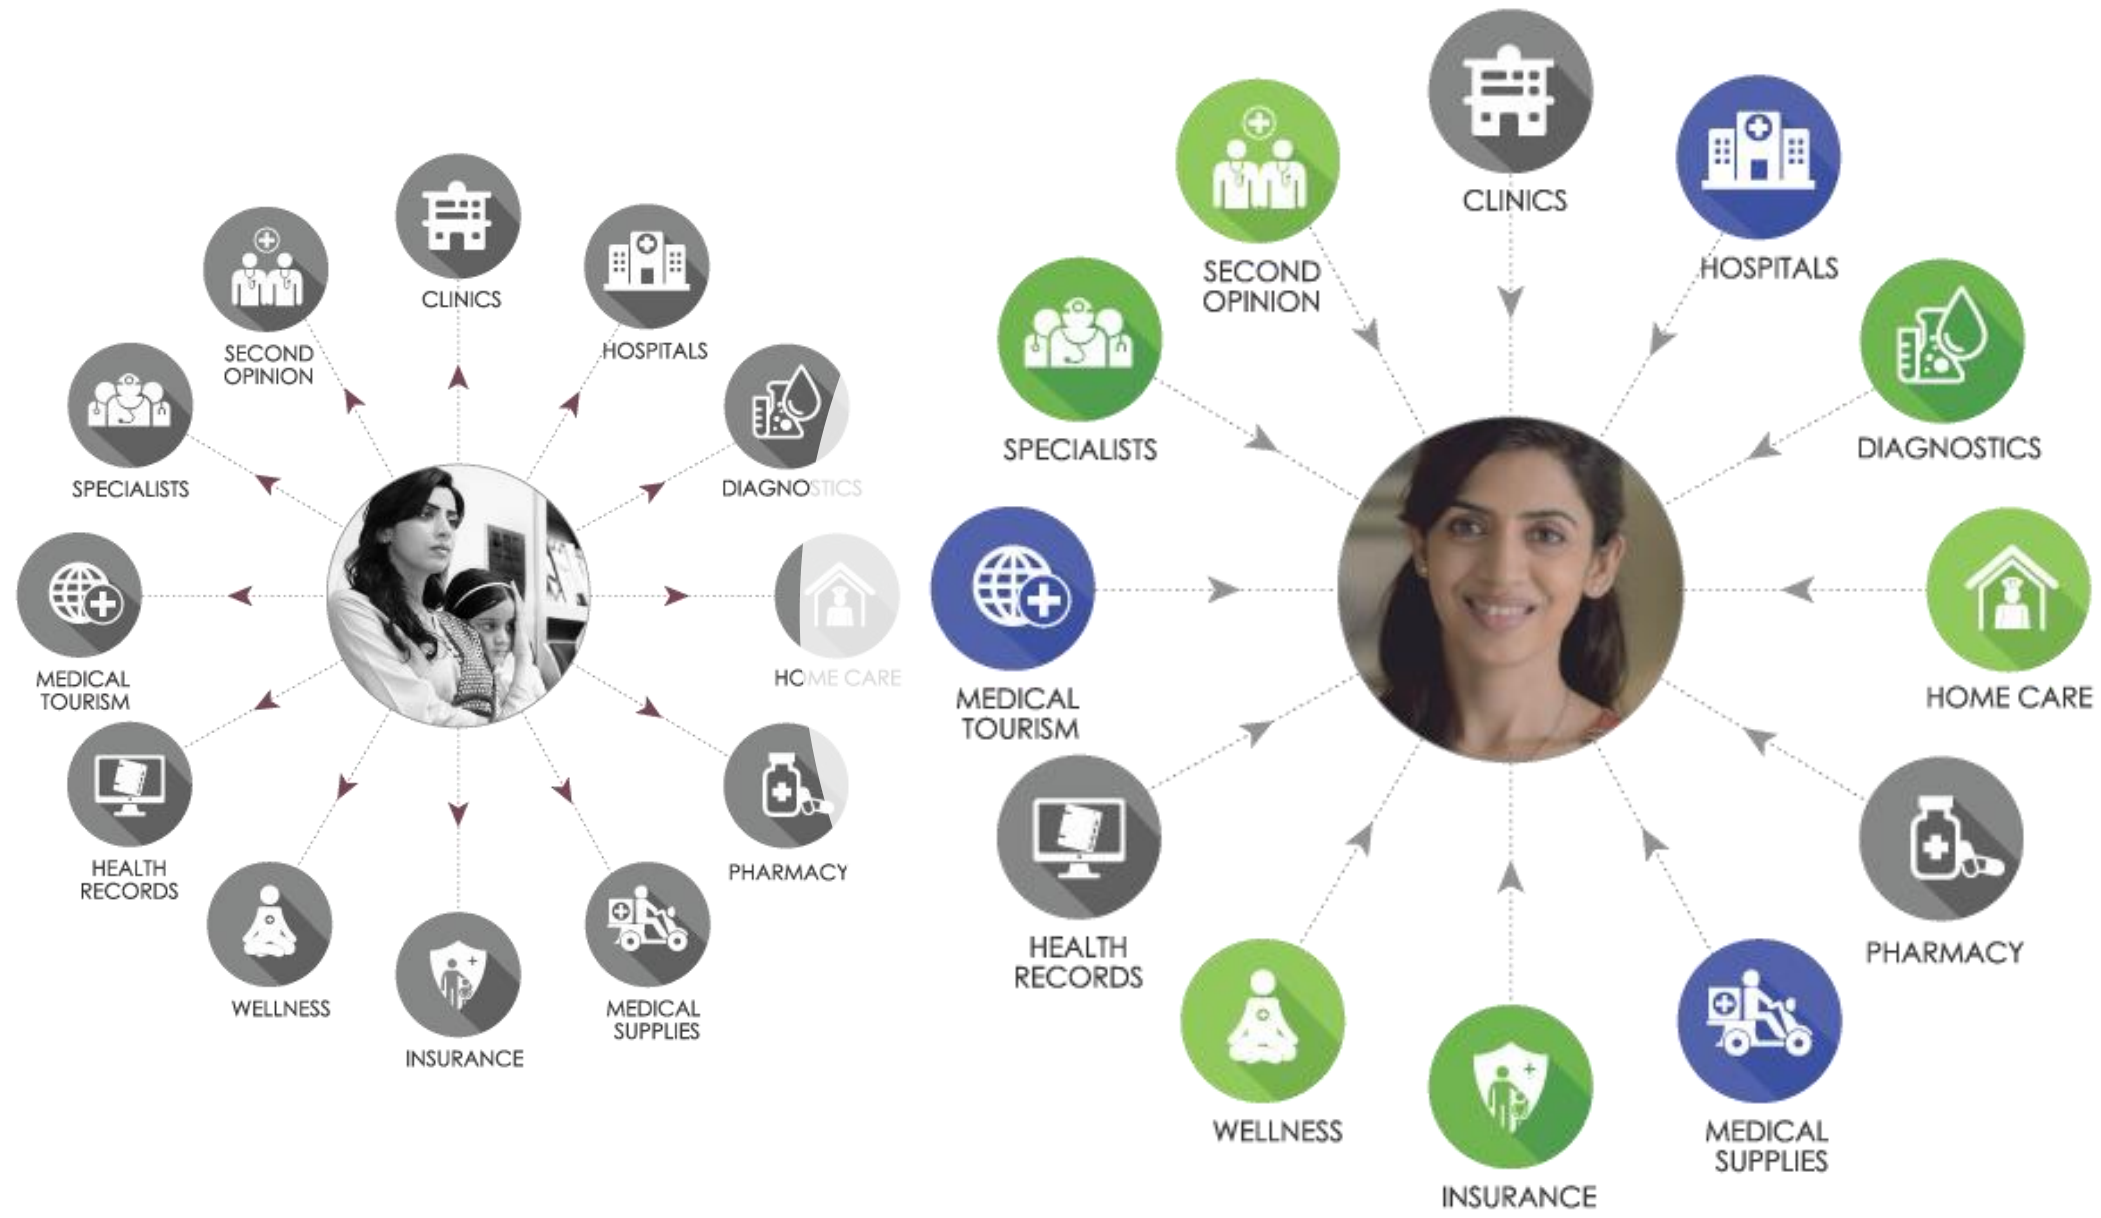 CLINICS
HOSPITALS
SECOND
OPINION
DIAGNOSTICS
SPECIALISTS
HOME CARE
MEDICAL
TOURISM
HEALTH
RECORDS
PHARMACY
WELLNESS
MEDICAL
SUPPLIES
INSURANCE
CLINICS
HOSPITALS
SECOND
OPINION
DIAGNOSTICS
SPECIALISTS
HOME CARE
MEDICAL
TOURISM
HEALTH
RECORDS
PHARMACY
WELLNESS
MEDICAL
SUPPLIES
INSURANCE